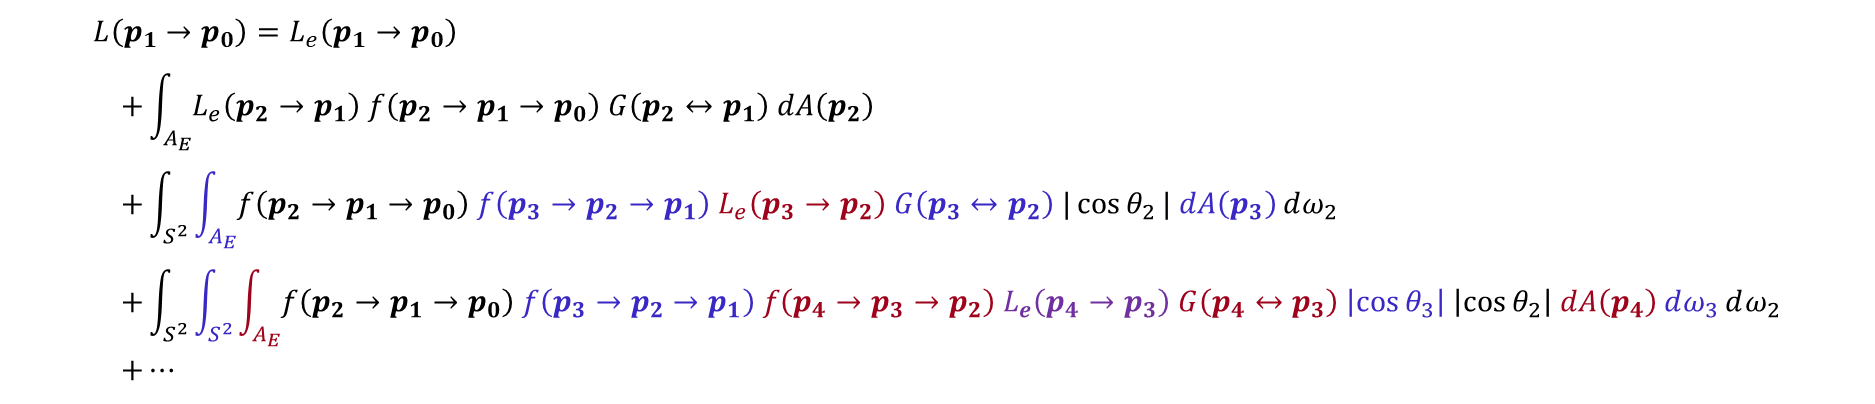 L(p₁ → p₀) = Lₑ(p₁ → p₀)
+ ∫_{A_E} Lₑ(p₂ → p₁) f(p₂ → p₁ → p₀) G(p₂ ↔ p₁) dA(p₂)
+ ∫_{S²} ∫_{A_E} f(p₂ → p₁ → p₀) f(p₃ → p₂ → p₁) Lₑ(p₃ → p₂) G(p₃ ↔ p₂) | cos θ₂ | dA(p₃) dω₂
+ ∫_{S²} ∫_{S²} ∫_{A_E} f(p₂ → p₁ → p₀) f(p₃ → p₂ → p₁) f(p₄ → p₃ → p₂) Lₑ(p₄ → p₃) G(p₄ ↔ p₃) |cos θ₃| |cos θ₂| dA(p₄) dω₃ dω₂
+ ⋯